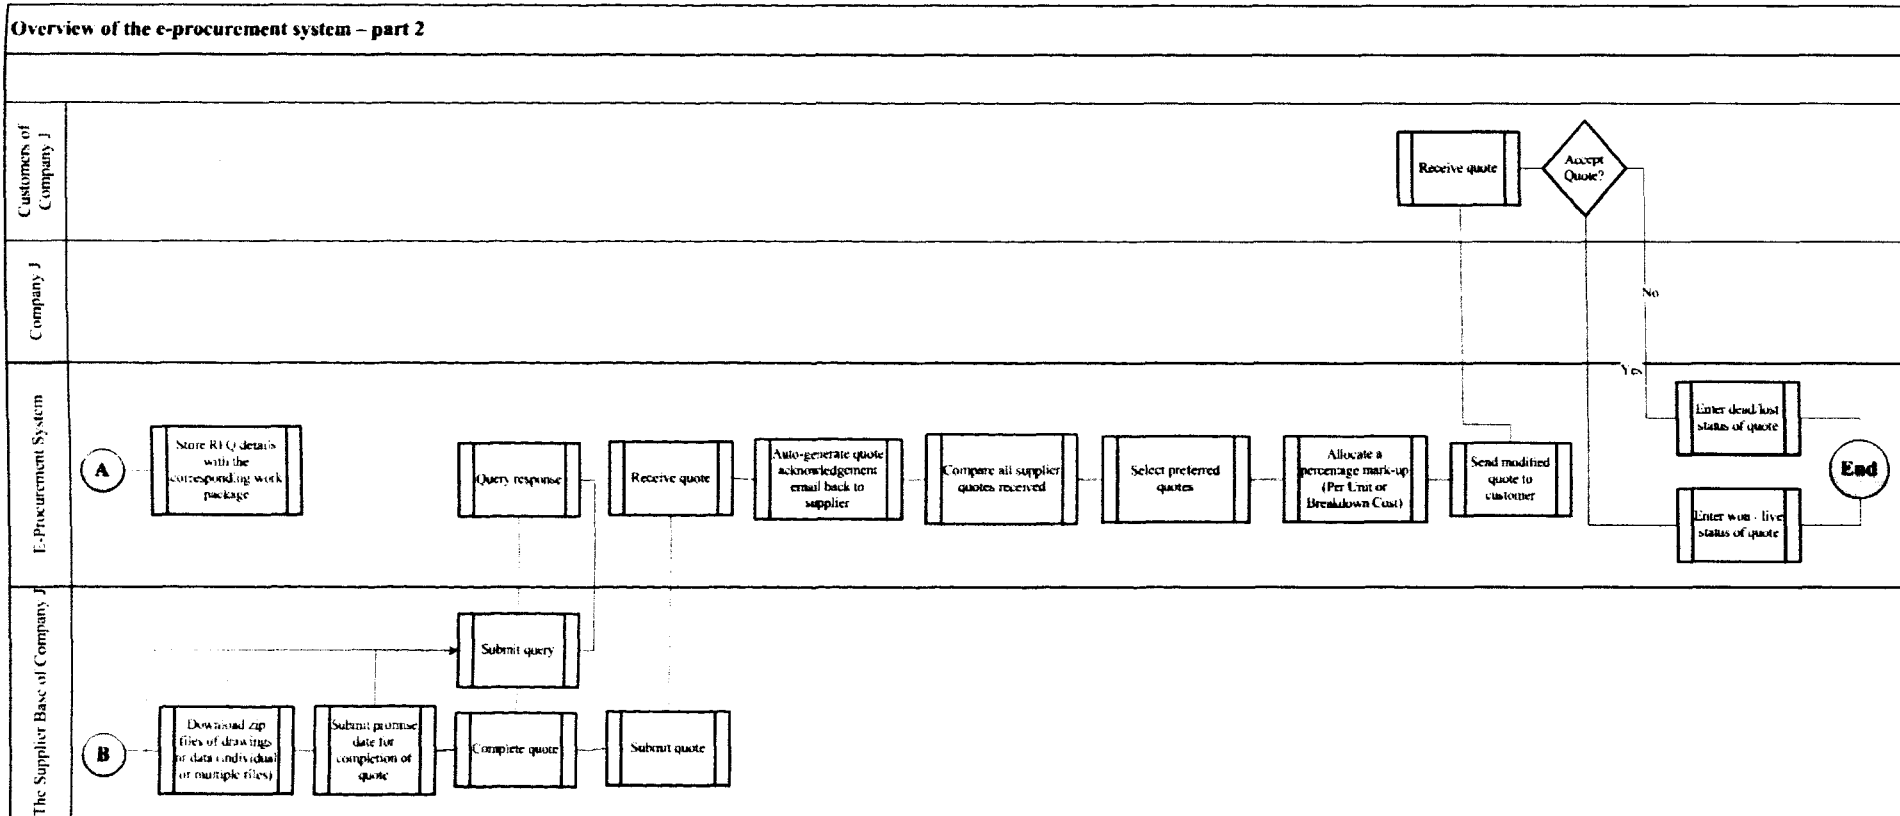 Overview of the e-procurement system – part 2
Customers of
Company J
Receive quote
Accept
Quote?
Company J
No
E-Procurement System
A
Store RFQ details
with the
corresponding work
package
Query response
Receive quote
Auto-generate quote
acknowledgement
email back to
supplier
Compare all supplier
quotes received
Select preferred
quotes
Allocate a
percentage mark-up
(Per Unit or
Breakdown Cost)
Send modified
quote to
customer
Enter dead/lost
status of quote
Enter won - live
status of quote
End
The Supplier Base of Company J
Submit query
B
Download zip
files of drawings
or data (individual
or multiple files)
Submit promise
date for
completion of
quote
Complete quote
Submit quote